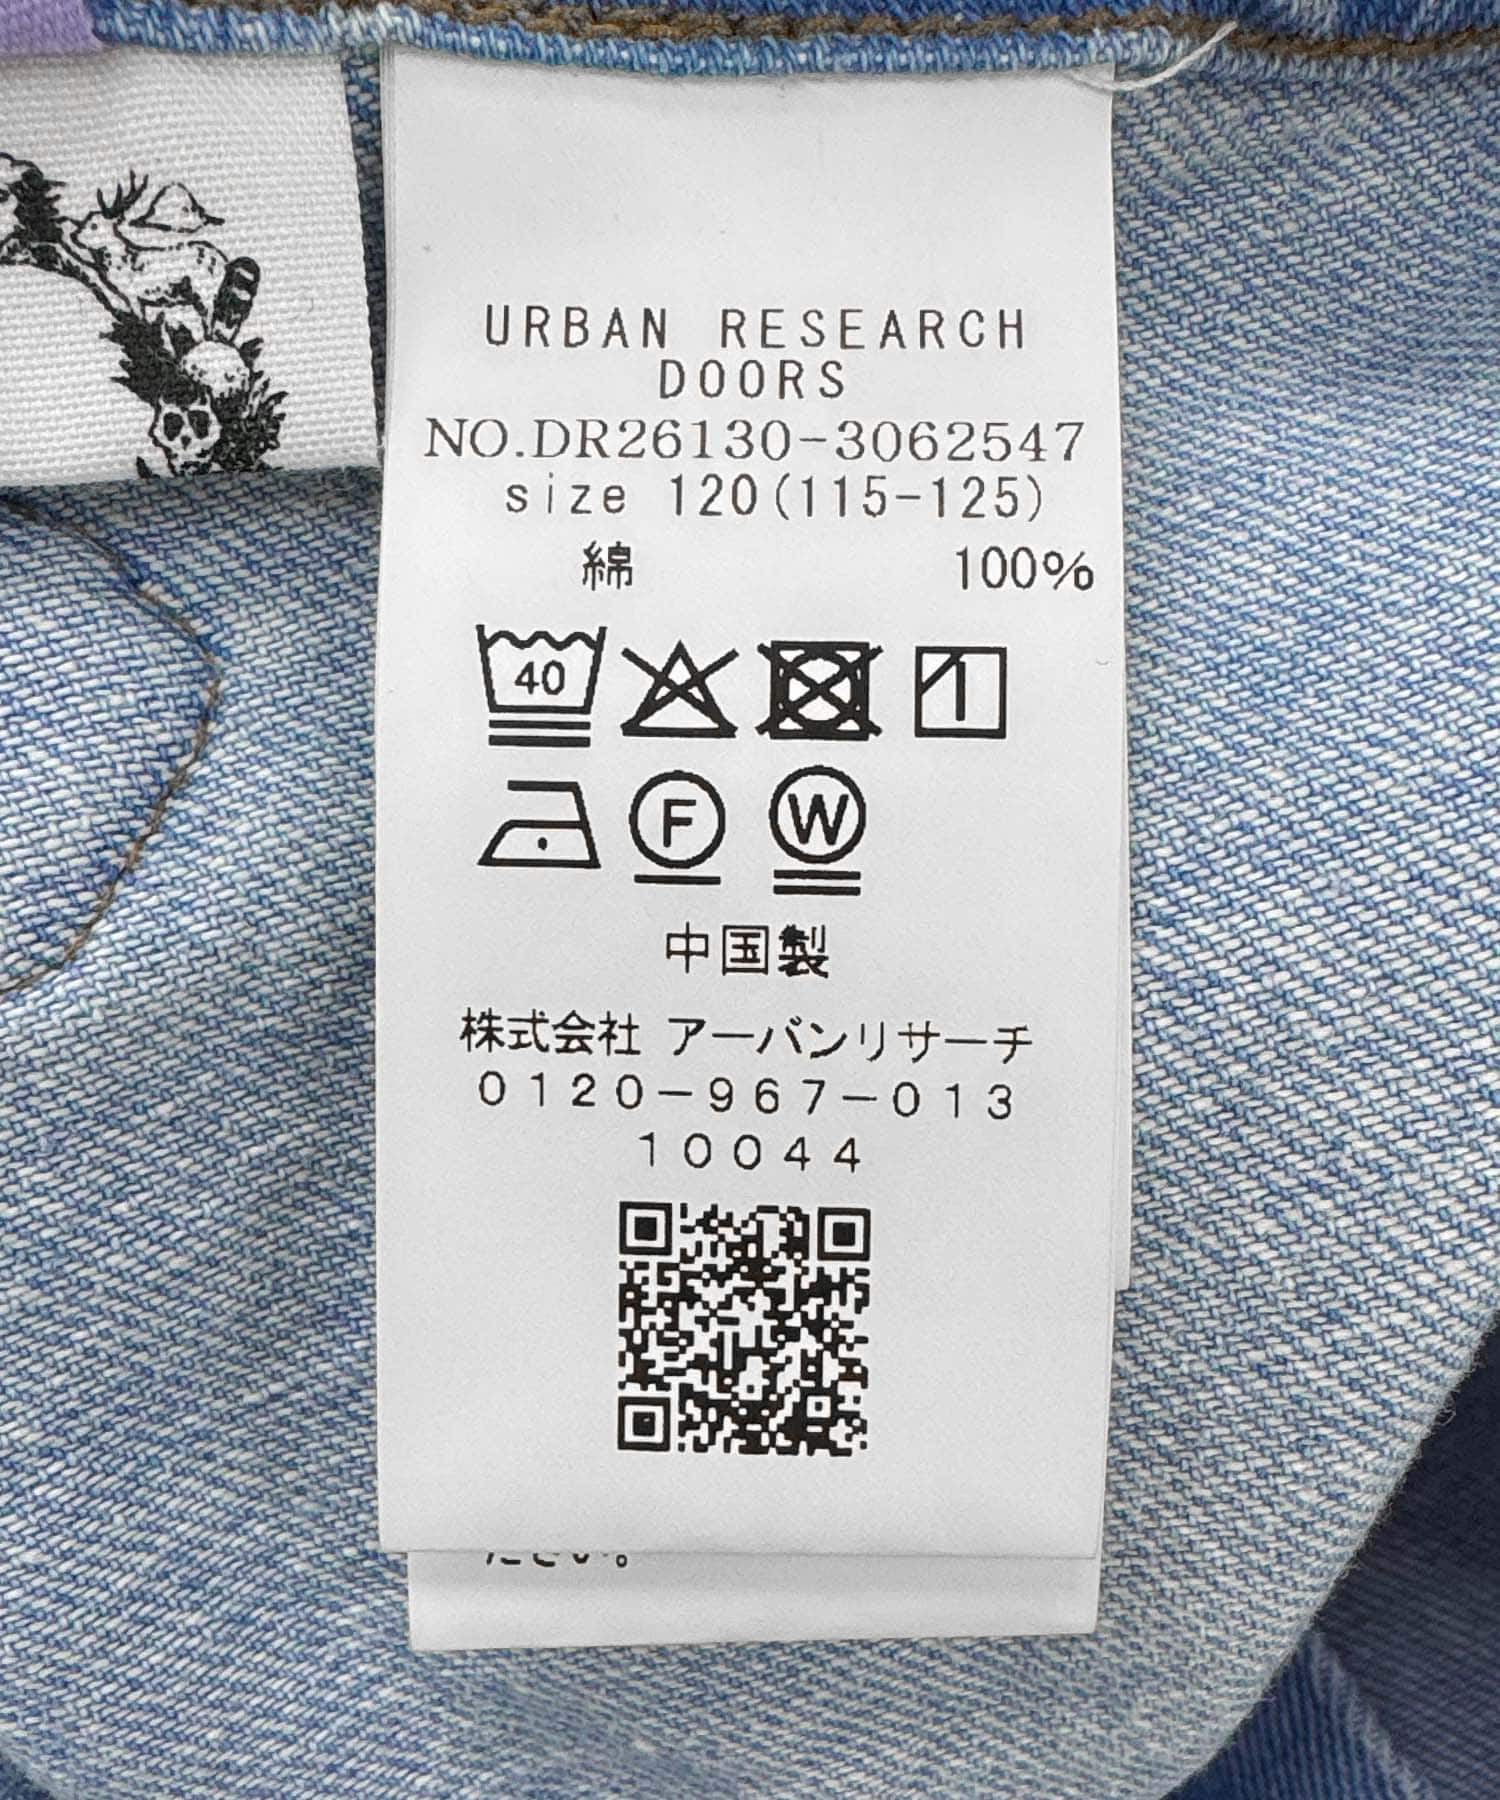 URBAN RESEARCH
DOORS
NO.DR26130-3062547
size 120(115-125)
綿 100%
40
1
F
W
中国製
株式会社 アーバンリサーチ
0120-967-013
10044